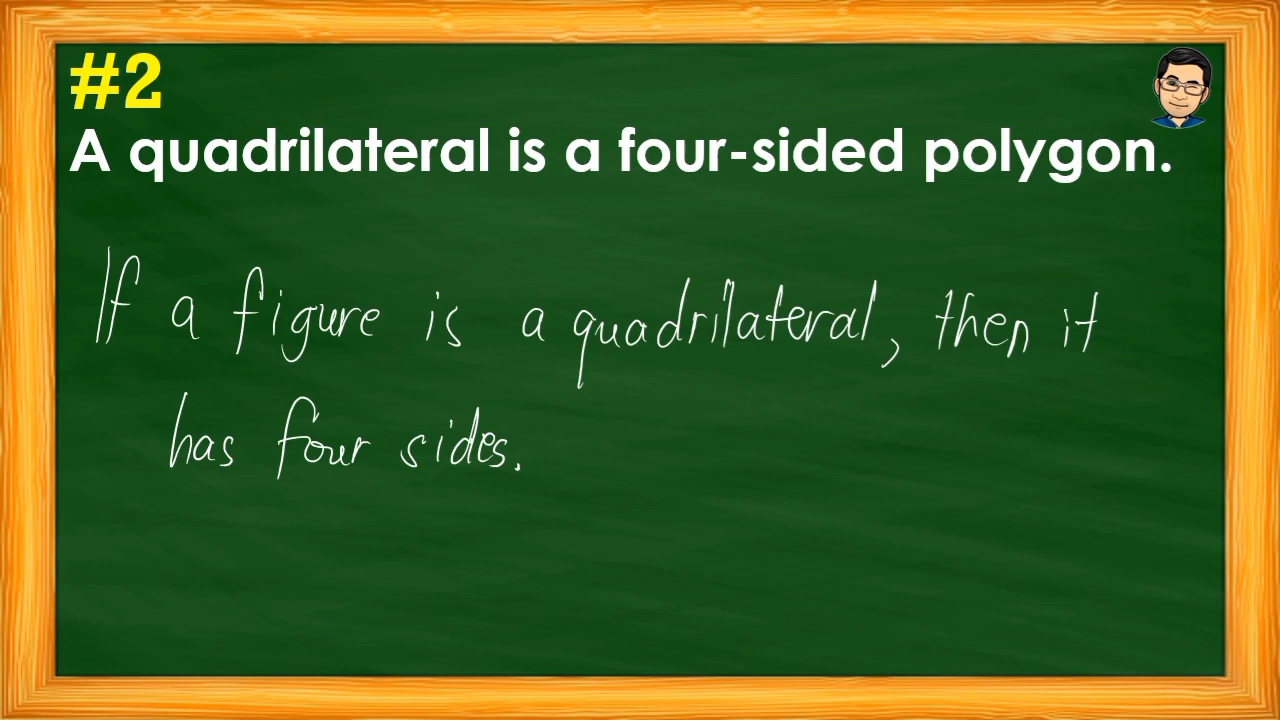 #2
A quadrilateral is a four-sided polygon.
If a figure is a quadrilateral, then it
has four sides.